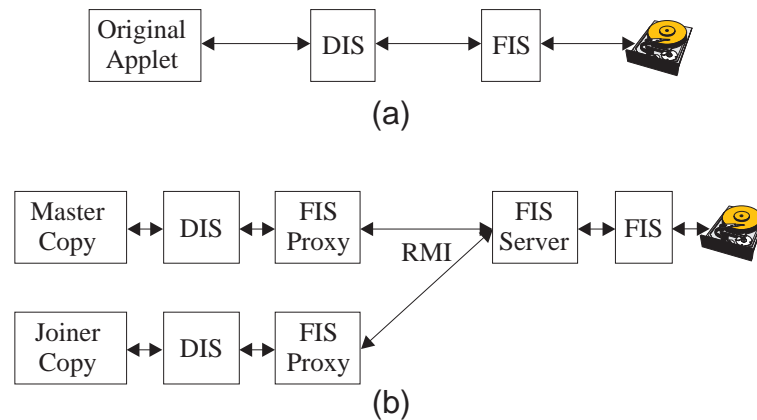 Original
Applet
DIS
FIS
(a)
Master
Copy
DIS
FIS
Proxy
RMI
FIS
Server
FIS
Joiner
Copy
DIS
FIS
Proxy
(b)